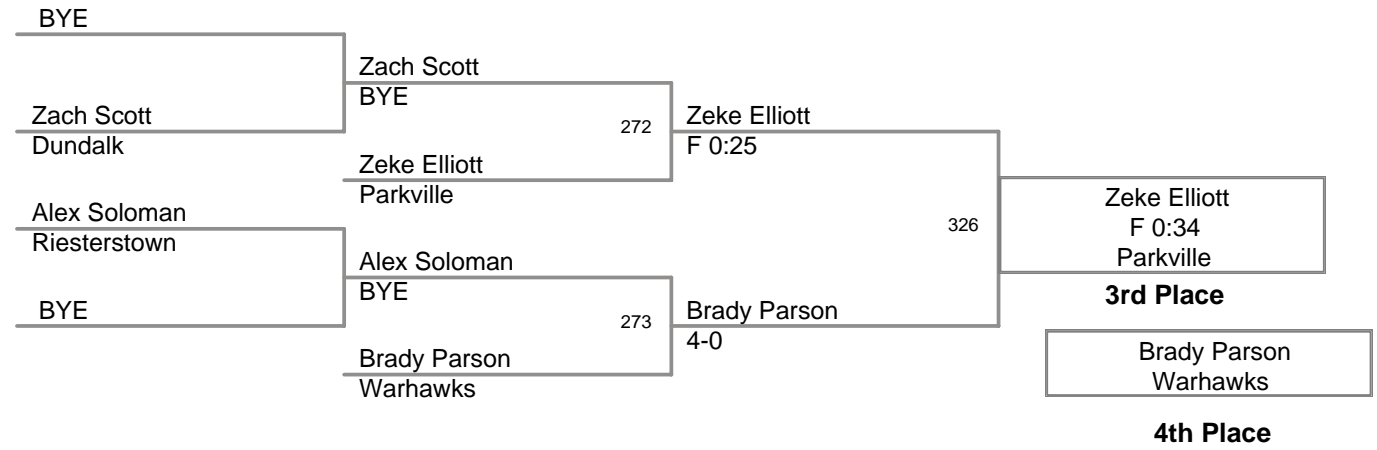 BYE
Zach Scott
BYE
Zach Scott
Dundalk
272
Zeke Elliott
F 0:25
Zeke Elliott
Parkville
Alex Soloman
Riesterstown
326
Zeke Elliott
F 0:34
Parkville
3rd Place
Alex Soloman
BYE
BYE
273
Brady Parson
4-0
Brady Parson
Warhawks
Brady Parson
Warhawks
4th Place